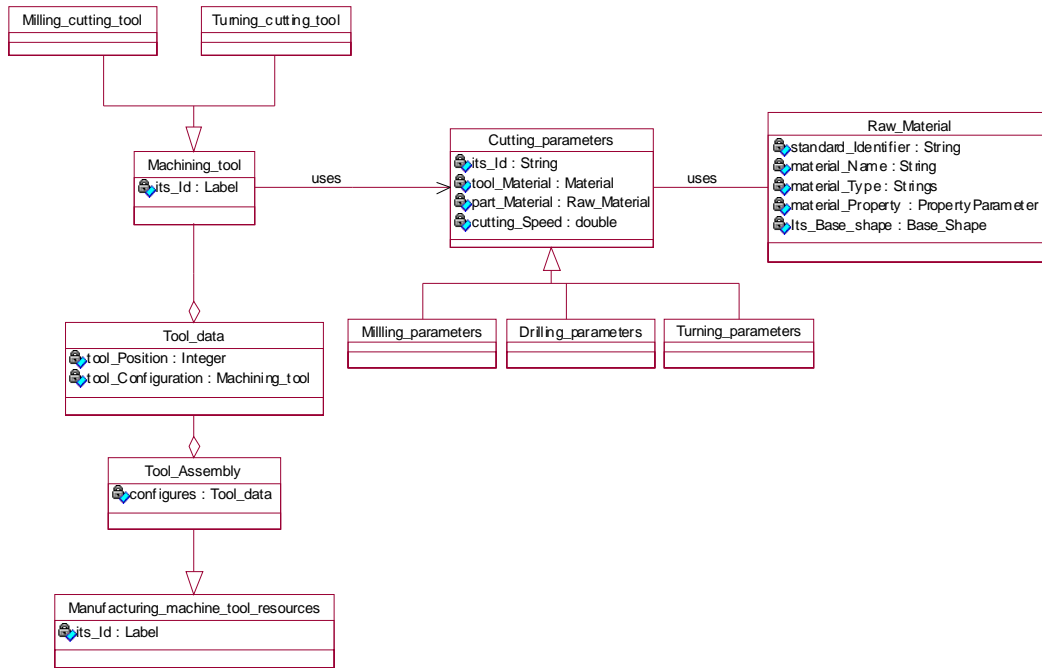 Milling_cutting_tool
Turning_cutting_tool
Machining_tool
its_Id : Label
uses
Cutting_parameters
its_Id : String
tool_Material : Material
part_Material : Raw_Material
cutting_Speed : double
uses
Raw_Material
standard_Identifier : String
material_Name : String
material_Type : Strings
material_Property : PropertyParameter
Its_Base_shape : Base_Shape
Millling_parameters
Drilling_parameters
Turning_parameters
Tool_data
tool_Position : Integer
tool_Configuration : Machining_tool
Tool_Assembly
configures : Tool_data
Manufacturing_machine_tool_resources
its_Id : Label